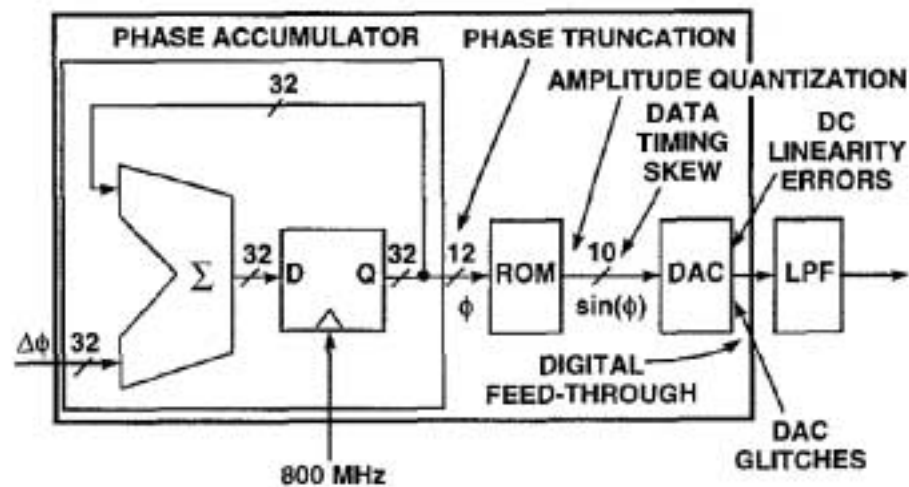 PHASE ACCUMULATOR
PHASE TRUNCATION
AMPLITUDE QUANTIZATION
DATA
TIMING
SKEW
DC
LINEARITY
ERRORS
32
Σ
32
D
Q
32
12
ϕ
ROM
10
sin(ϕ)
DAC
LPF
Δϕ
32
DIGITAL
FEED-THROUGH
DAC
GLITCHES
800 MHz